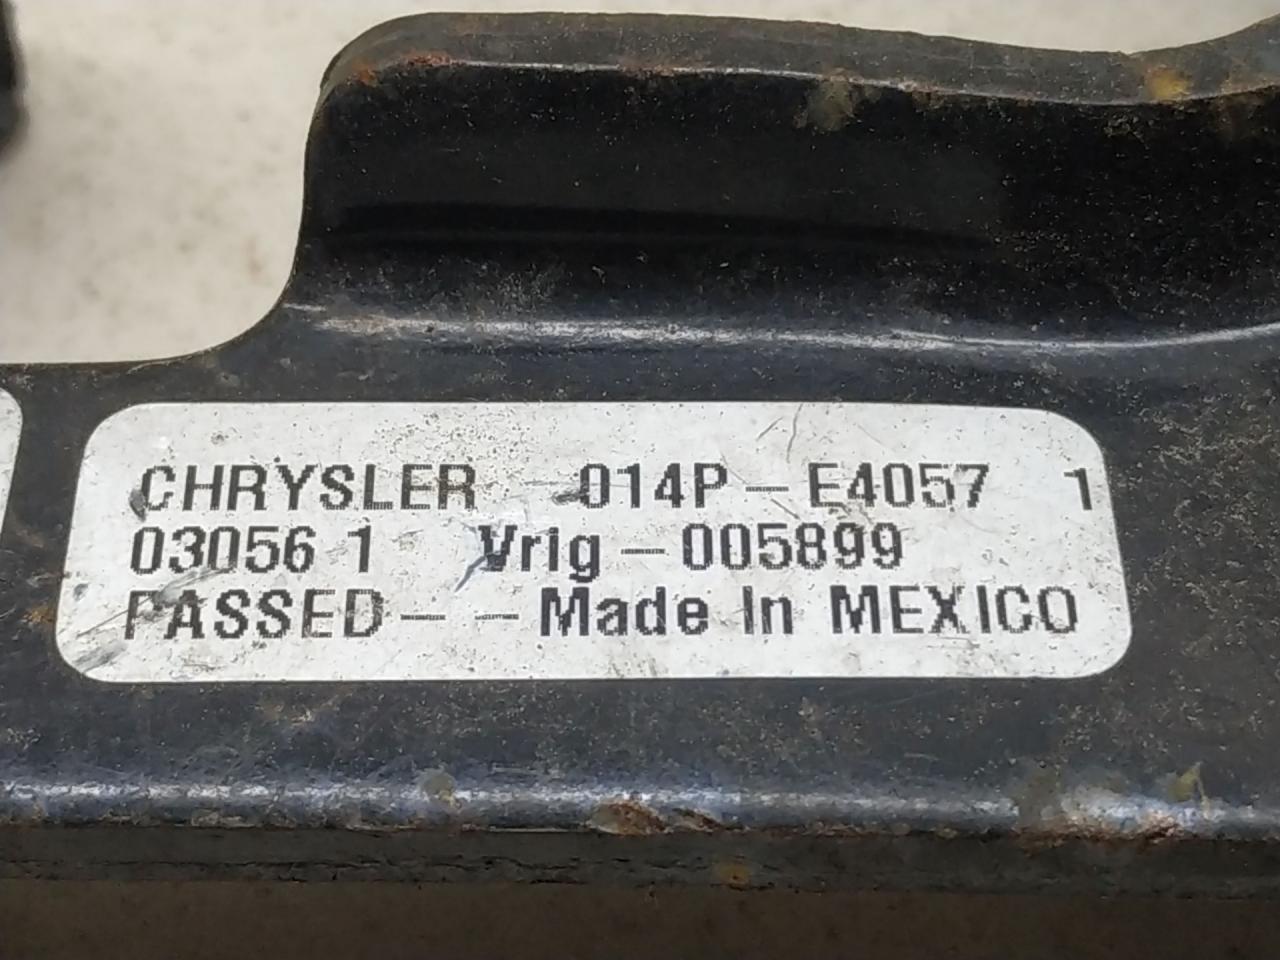 CHRYSLER 014P-E4057 1
03056 1 Vrig-005899
PASSED-- Made In MEXICO